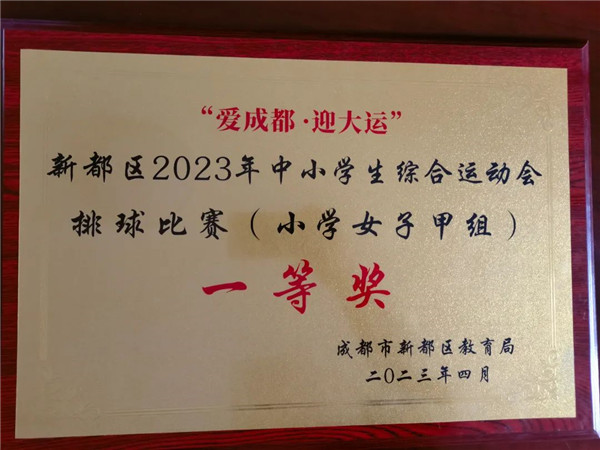 “爱成都·迎大运”
新都区2023年中小学生综合运动会
排球比赛（小学女子甲组）
一等奖
成都市新都区教育局
二〇二三年四月